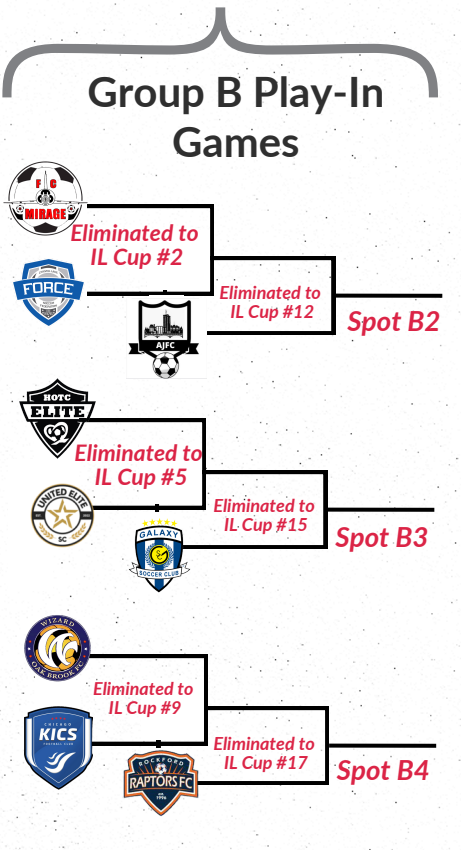 Group B Play-In
Games
F G
MIRAGE
Eliminated to
IL Cup #2
FORCE
Eliminated to
IL Cup #12
Spot B2
AJFC
HOTC
ELITE
Eliminated to
IL Cup #5
UNITED ELITE
SC
Eliminated to
IL Cup #15
Spot B3
GALAXY
SOCCER CLUB
WIZARD
OAK BROOK FC
Eliminated to
IL Cup #9
CHICAGO
KICS
FOOTBALL CLUB
Eliminated to
IL Cup #17
Spot B4
ROCKFORD
RAPTORS FC
EST.
1994